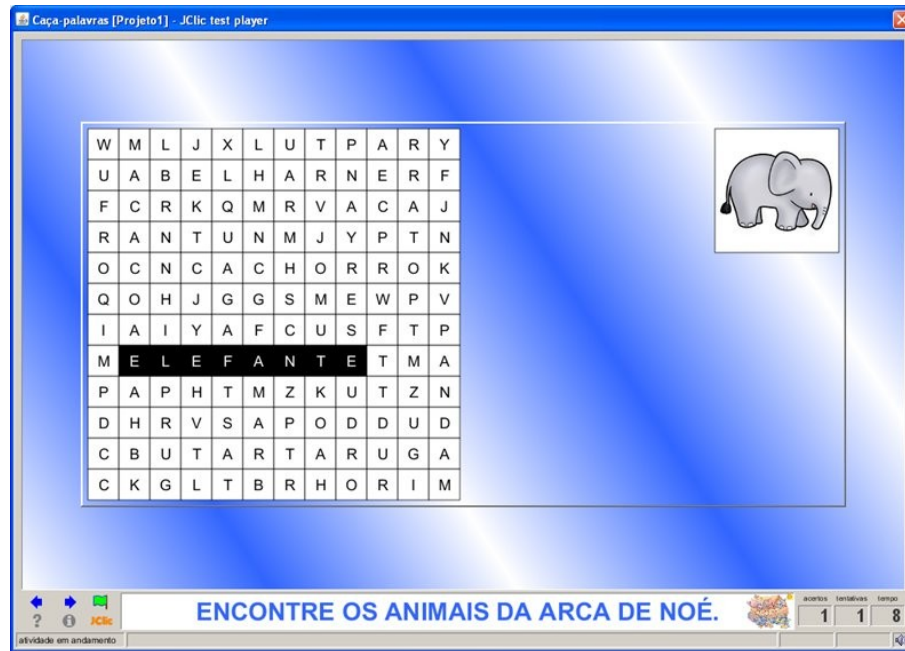 Caça-palavras [Projeto1] - JClic test player
W M L J X L U T P A R Y
U A B E L H A R N E R F
F C R K Q M R V A C A J
R A N T U N M J Y P T N
O C N C A C H O R R O K
Q O H J G G S M E W P V
I A I Y A F C U S F T P
M E L E F A N T E T M A
P A P H T M Z K U T Z N
D H R V S A P O D D U D
C B U T A R T A R U G A
C K G L T B R H O R I M
ENCONTRE OS ANIMAIS DA ARCA DE NOÉ.
acertos tentativas tempo
1 1 8
JClic
atividade em andamento